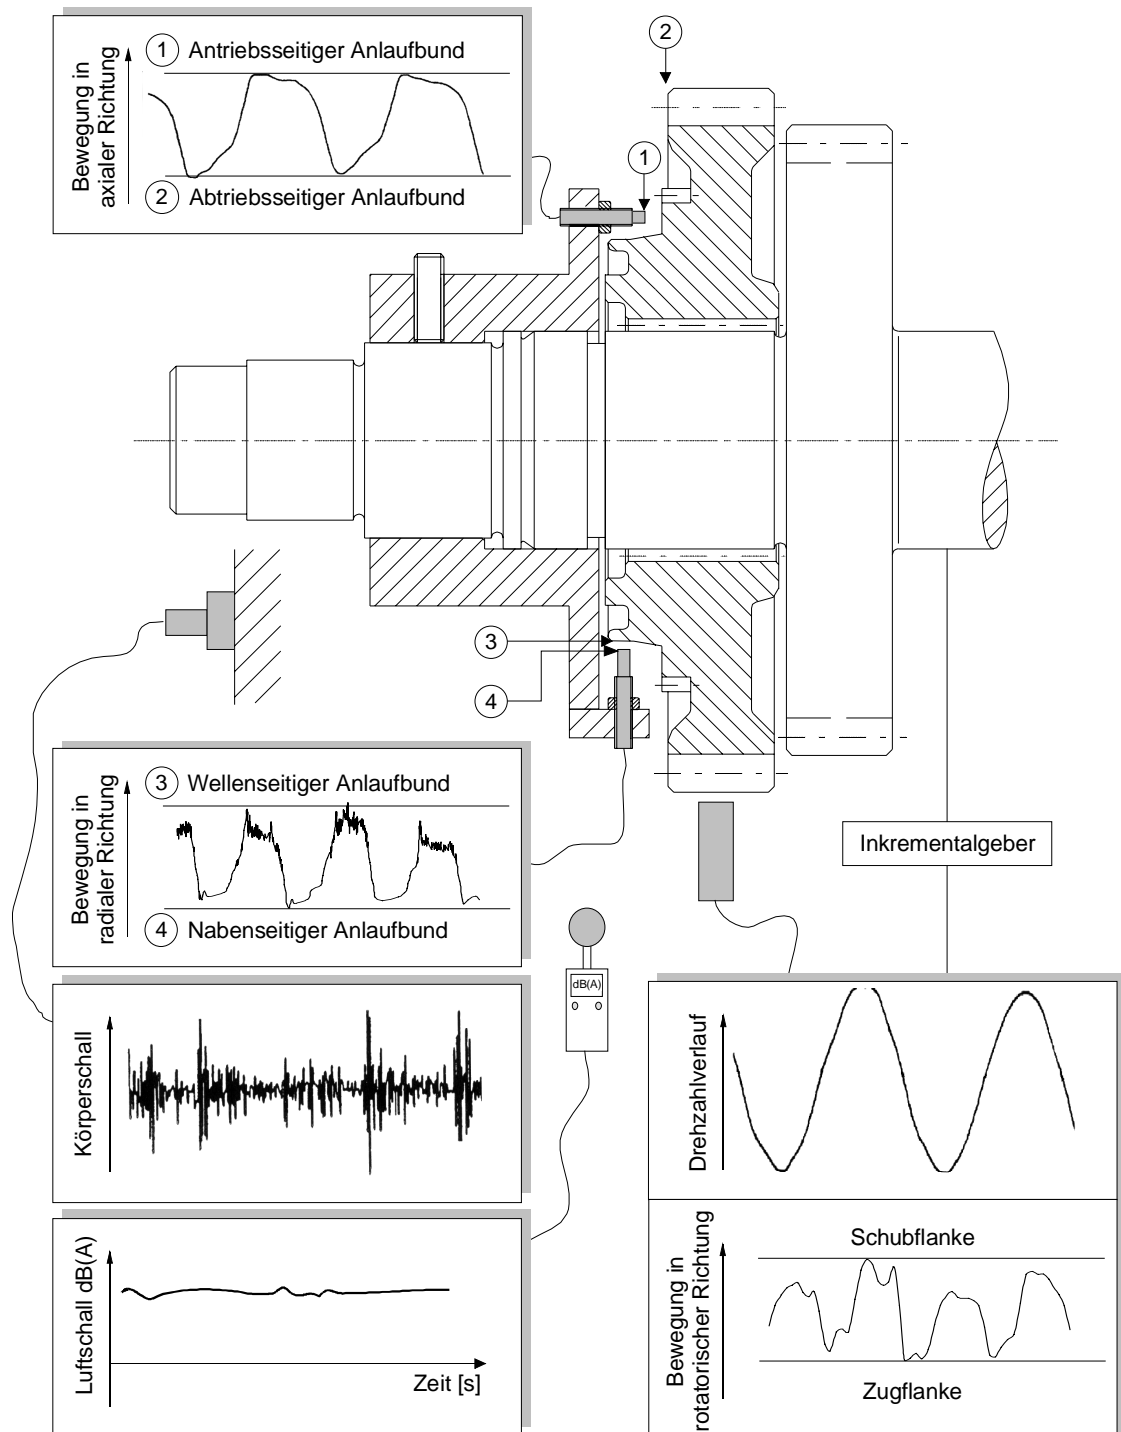 2
1 Antriebsseitiger Anlaufbund
Bewegung in
axialer Richtung
2 Abtriebsseitiger Anlaufbund
1
3
4
3 Wellenseitiger Anlaufbund
Bewegung in
radialer Richtung
4 Nabenseitiger Anlaufbund
Inkrementalgeber
dB(A)
Körperschall
Drehzahlverlauf
Luftschall dB(A)
Zeit [s]
Schubflanke
Bewegung in
rotatorischer Richtung
Zugflanke